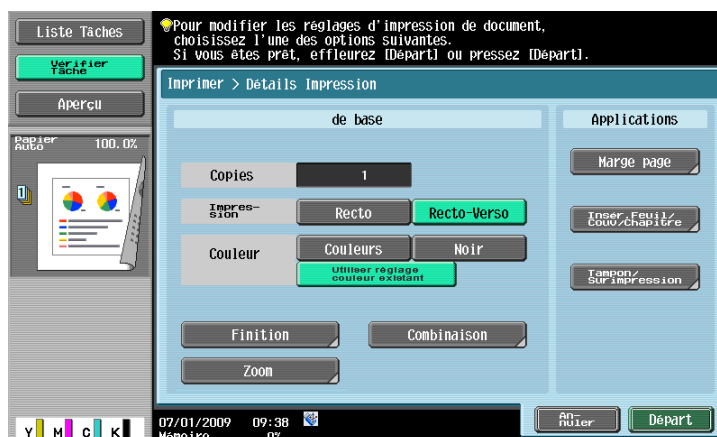 Liste Tâches
Vérifier
Tâche
Aperçu
Papier
Auto
100.0%
Pour modifier les réglages d'impression de document,
choisissez l'une des options suivantes.
Si vous êtes prêt, effleurez [Départ] ou pressez [Départ].
Imprimer > Détails Impression
de base
Copies
1
Impres-
sion
Recto
Recto-Verso
Couleur
Couleurs
Noir
Utiliser réglage
couleur existant
Finition
Combinaison
Zoom
Applications
Marge page
Insér.Feuil/
Couv/Chapitre
Tampon/
Surimpression
Y M C K
07/01/2009 09:38
Mémoire 0%
An-
nuler
Départ